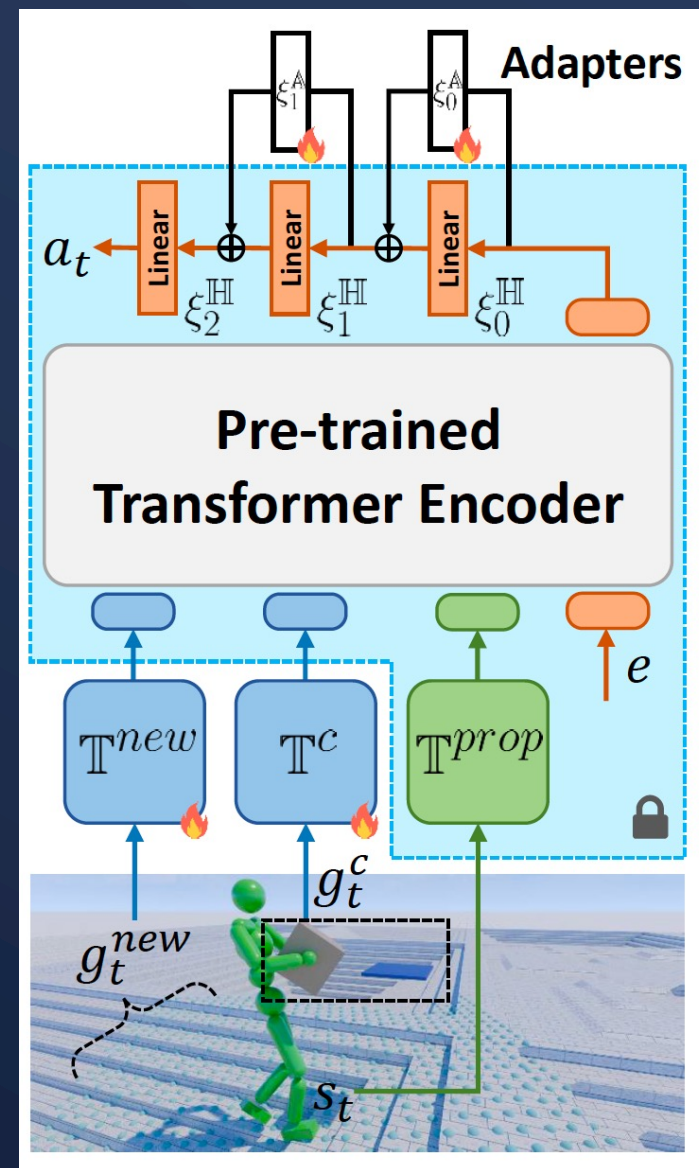 Adapters
ξ₁^𝔸 ξ₀^𝔸
Linear Linear Linear
a_t
ξ₂^ℍ ξ₁^ℍ ξ₀^ℍ
Pre-trained
Transformer Encoder
e
𝕋^new 𝕋^c 𝕋^prop
g_t^c
g_t^new
s_t